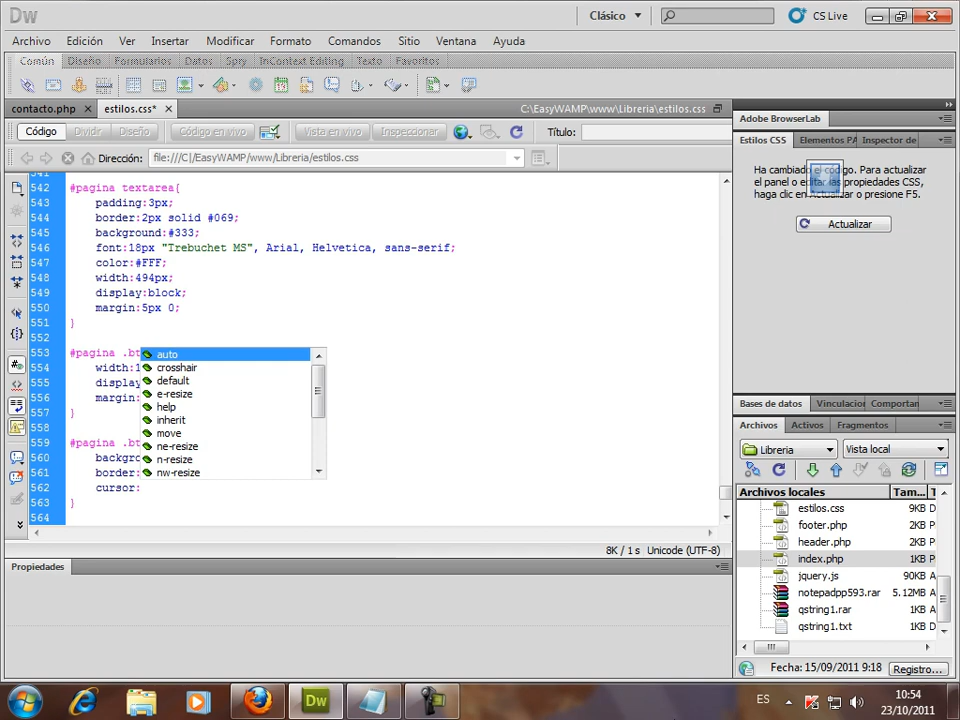 Dw
Clásico
CS Live
Archivo Edición Ver Insertar Modificar Formato Comandos Sitio Ventana Ayuda
Común Diseño Formularios Datos Spry InContext Editing Texto Favoritos
contacto.php estilos.css* C:\EasyWAMP\www\Libreria\estilos.css
Código Dividir Diseño Código en vivo Vista en vivo Inspeccionar Título:
Dirección: file:///C|/EasyWAMP/www/Libreria/estilos.css
542 #pagina textarea{
543 padding:3px;
544 border:2px solid #069;
545 background:#333;
546 font:18px "Trebuchet MS", Arial, Helvetica, sans-serif;
547 color:#FFF;
548 width:494px;
549 display:block;
550 margin:5px 0;
551 }
552
553 #pagina .bt
554 width:1
555 display
556 margin:
557 }
558
559 #pagina .bt
560 backgro
561 border:
562 cursor:
563 }
564
auto
crosshair
default
e-resize
help
inherit
move
ne-resize
n-resize
nw-resize
8K / 1 s Unicode (UTF-8)
Propiedades
Adobe BrowserLab
Estilos CSS Elementos PA Inspector de
Ha cambiado el código. Para actualizar
el panel o editar las propiedades CSS,
haga clic en Actualizar o presione F5.
Actualizar
Bases de datos Vinculacion Comportan
Archivos Activos Fragmentos
Libreria Vista local
Archivos locales Tam... T
estilos.css 9KB D
footer.php 2KB P
header.php 2KB P
index.php 1KB P
jquery.js 90KB A
notepadpp593.rar 5.12MB A
qstring1.rar 1KB A
qstring1.txt 1KB D
Fecha: 15/09/2011 9:18 Registro...
Dw
ES
10:54
23/10/2011